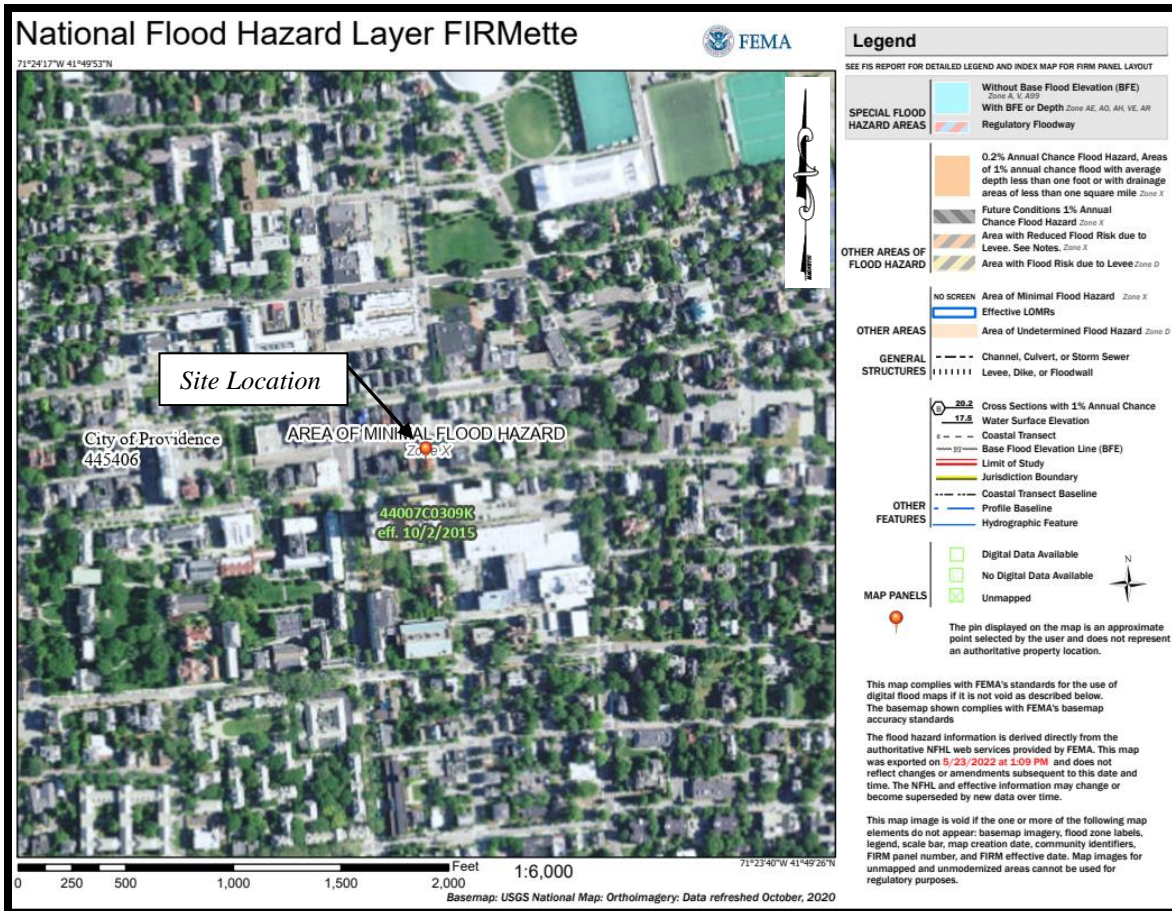 National Flood Hazard Layer FIRMette
FEMA
71°24'17"W 41°49'53"N
Site Location
City of Providence
445406
AREA OF MINIMAL FLOOD HAZARD
Zone X
44007C0309K
eff. 10/2/2015
Feet
0 250 500 1,000 1,500 2,000
1:6,000
71°23'40"W 41°49'26"N
Basemap: USGS National Map: Orthoimagery: Data refreshed October, 2020
Legend
SEE FIS REPORT FOR DETAILED LEGEND AND INDEX MAP FOR FIRM PANEL LAYOUT
SPECIAL FLOOD
HAZARD AREAS
Without Base Flood Elevation (BFE)
Zone A, V, A99
With BFE or Depth Zone AE, AO, AH, VE, AR
Regulatory Floodway
OTHER AREAS OF
FLOOD HAZARD
0.2% Annual Chance Flood Hazard, Areas
of 1% annual chance flood with average
depth less than one foot or with drainage
areas of less than one square mile Zone X
Future Conditions 1% Annual
Chance Flood Hazard Zone X
Area with Reduced Flood Risk due to
Levee. See Notes. Zone X
Area with Flood Risk due to Levee Zone D
OTHER AREAS
NO SCREEN Area of Minimal Flood Hazard Zone X
Effective LOMRs
Area of Undetermined Flood Hazard Zone D
GENERAL
STRUCTURES
Channel, Culvert, or Storm Sewer
Levee, Dike, or Floodwall
OTHER
FEATURES
B 20.2 Cross Sections with 1% Annual Chance
17.5 Water Surface Elevation
8 Coastal Transect
513 Base Flood Elevation Line (BFE)
Limit of Study
Jurisdiction Boundary
Coastal Transect Baseline
Profile Baseline
Hydrographic Feature
MAP PANELS
Digital Data Available
No Digital Data Available
Unmapped
N
The pin displayed on the map is an approximate
point selected by the user and does not represent
an authoritative property location.
This map complies with FEMA's standards for the use of
digital flood maps if it is not void as described below.
The basemap shown complies with FEMA's basemap
accuracy standards
The flood hazard information is derived directly from the
authoritative NFHL web services provided by FEMA. This map
was exported on 5/23/2022 at 1:09 PM and does not
reflect changes or amendments subsequent to this date and
time. The NFHL and effective information may change or
become superseded by new data over time.
This map image is void if the one or more of the following map
elements do not appear: basemap imagery, flood zone labels,
legend, scale bar, map creation date, community identifiers,
FIRM panel number, and FIRM effective date. Map images for
unmapped and unmodernized areas cannot be used for
regulatory purposes.